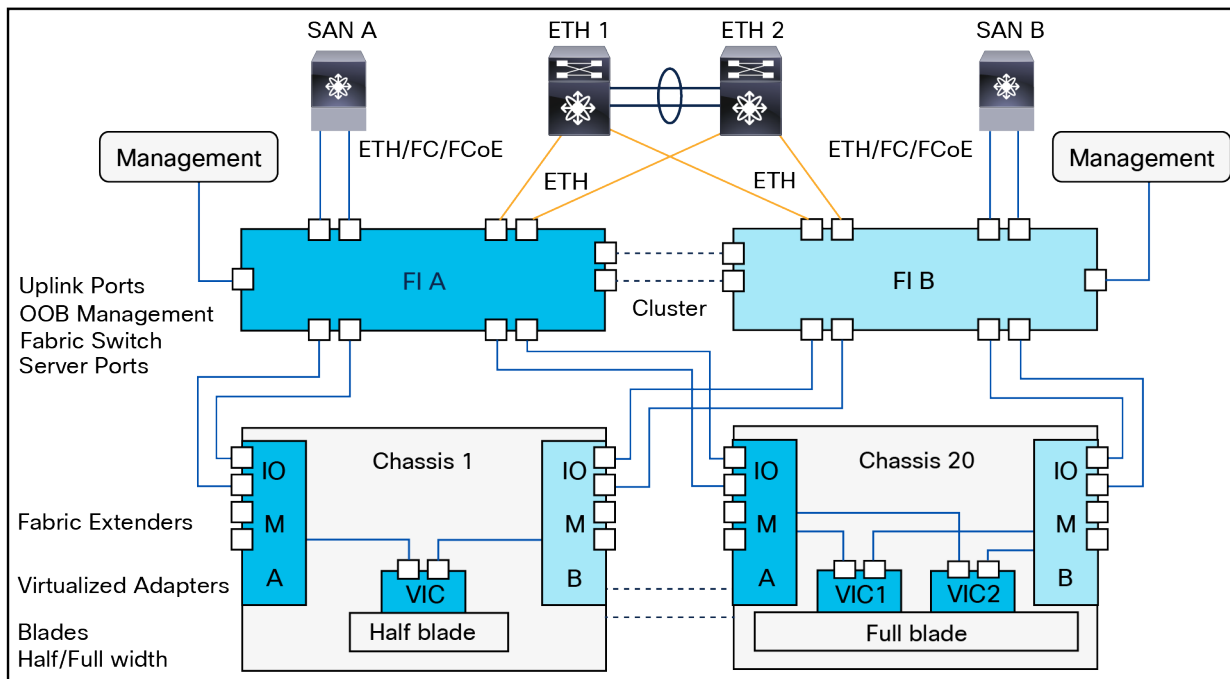 SAN A
ETH 1
ETH 2
SAN B
ETH/FC/FCoE
ETH/FC/FCoE
Management
Management
ETH
ETH
FI A
FI B
Cluster
Uplink Ports
OOB Management
Fabric Switch
Server Ports
Chassis 1
Chassis 20
IO
M
A
IO
M
B
IO
M
A
IO
M
B
Fabric Extenders
Virtualized Adapters
VIC
VIC1
VIC2
Blades
Half/Full width
Half blade
Full blade